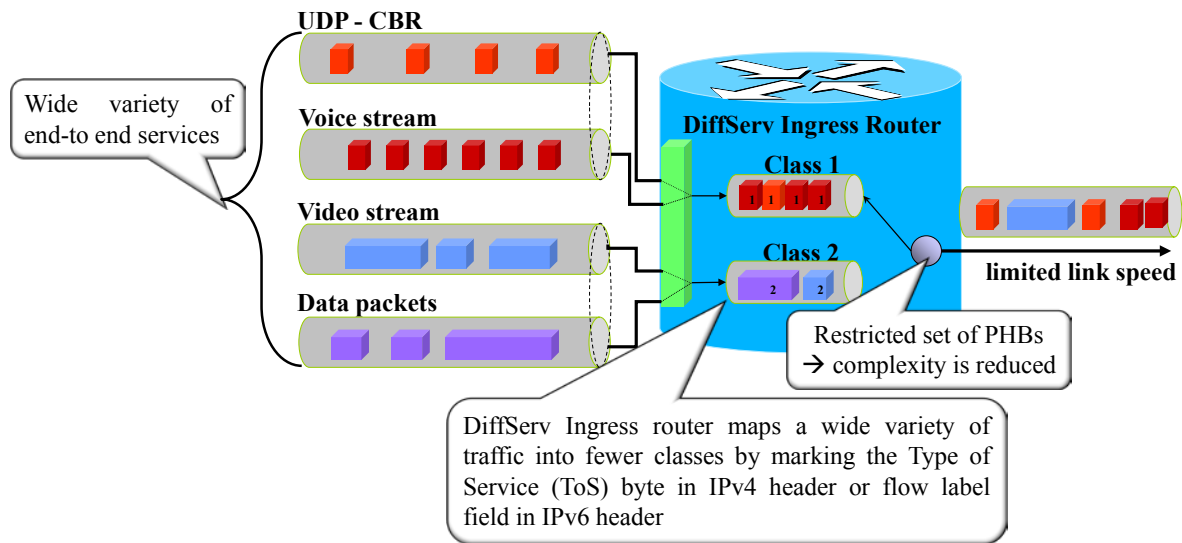 UDP - CBR
Wide variety of
end-to end services
Voice stream
Video stream
Data packets
DiffServ Ingress Router
Class 1
1 1 1 1
Class 2
2 2
limited link speed
Restricted set of PHBs
→ complexity is reduced
DiffServ Ingress router maps a wide variety of
traffic into fewer classes by marking the Type of
Service (ToS) byte in IPv4 header or flow label
field in IPv6 header